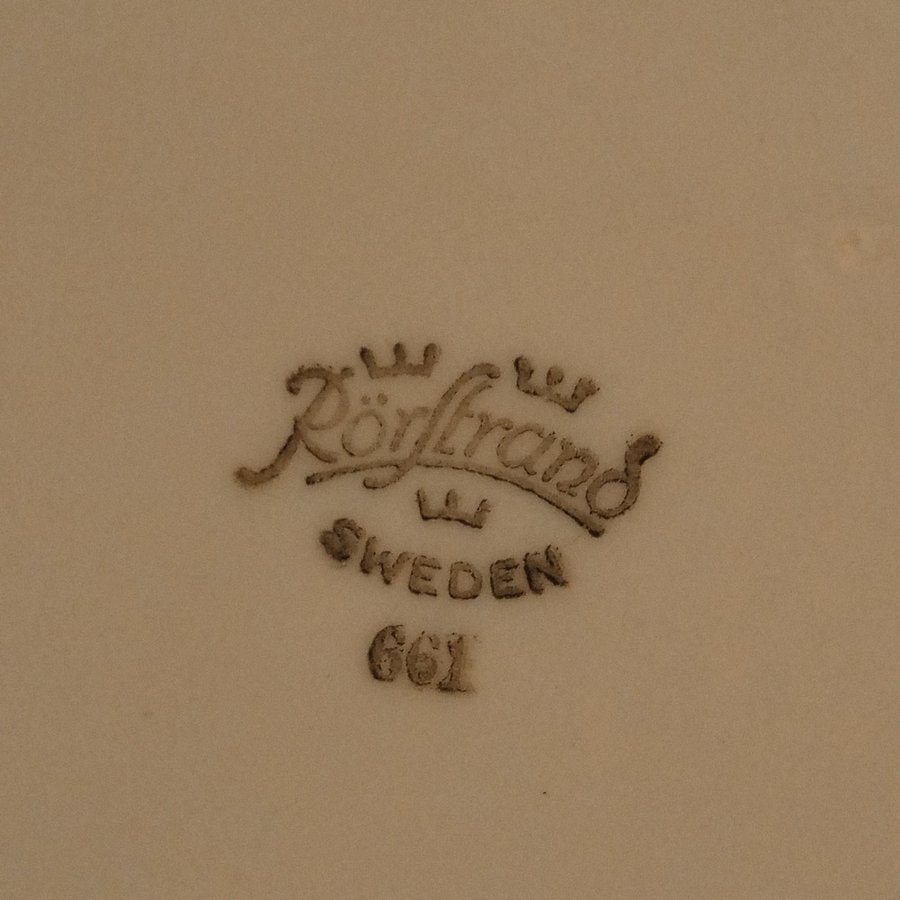 Rörstrand
SWEDEN
661